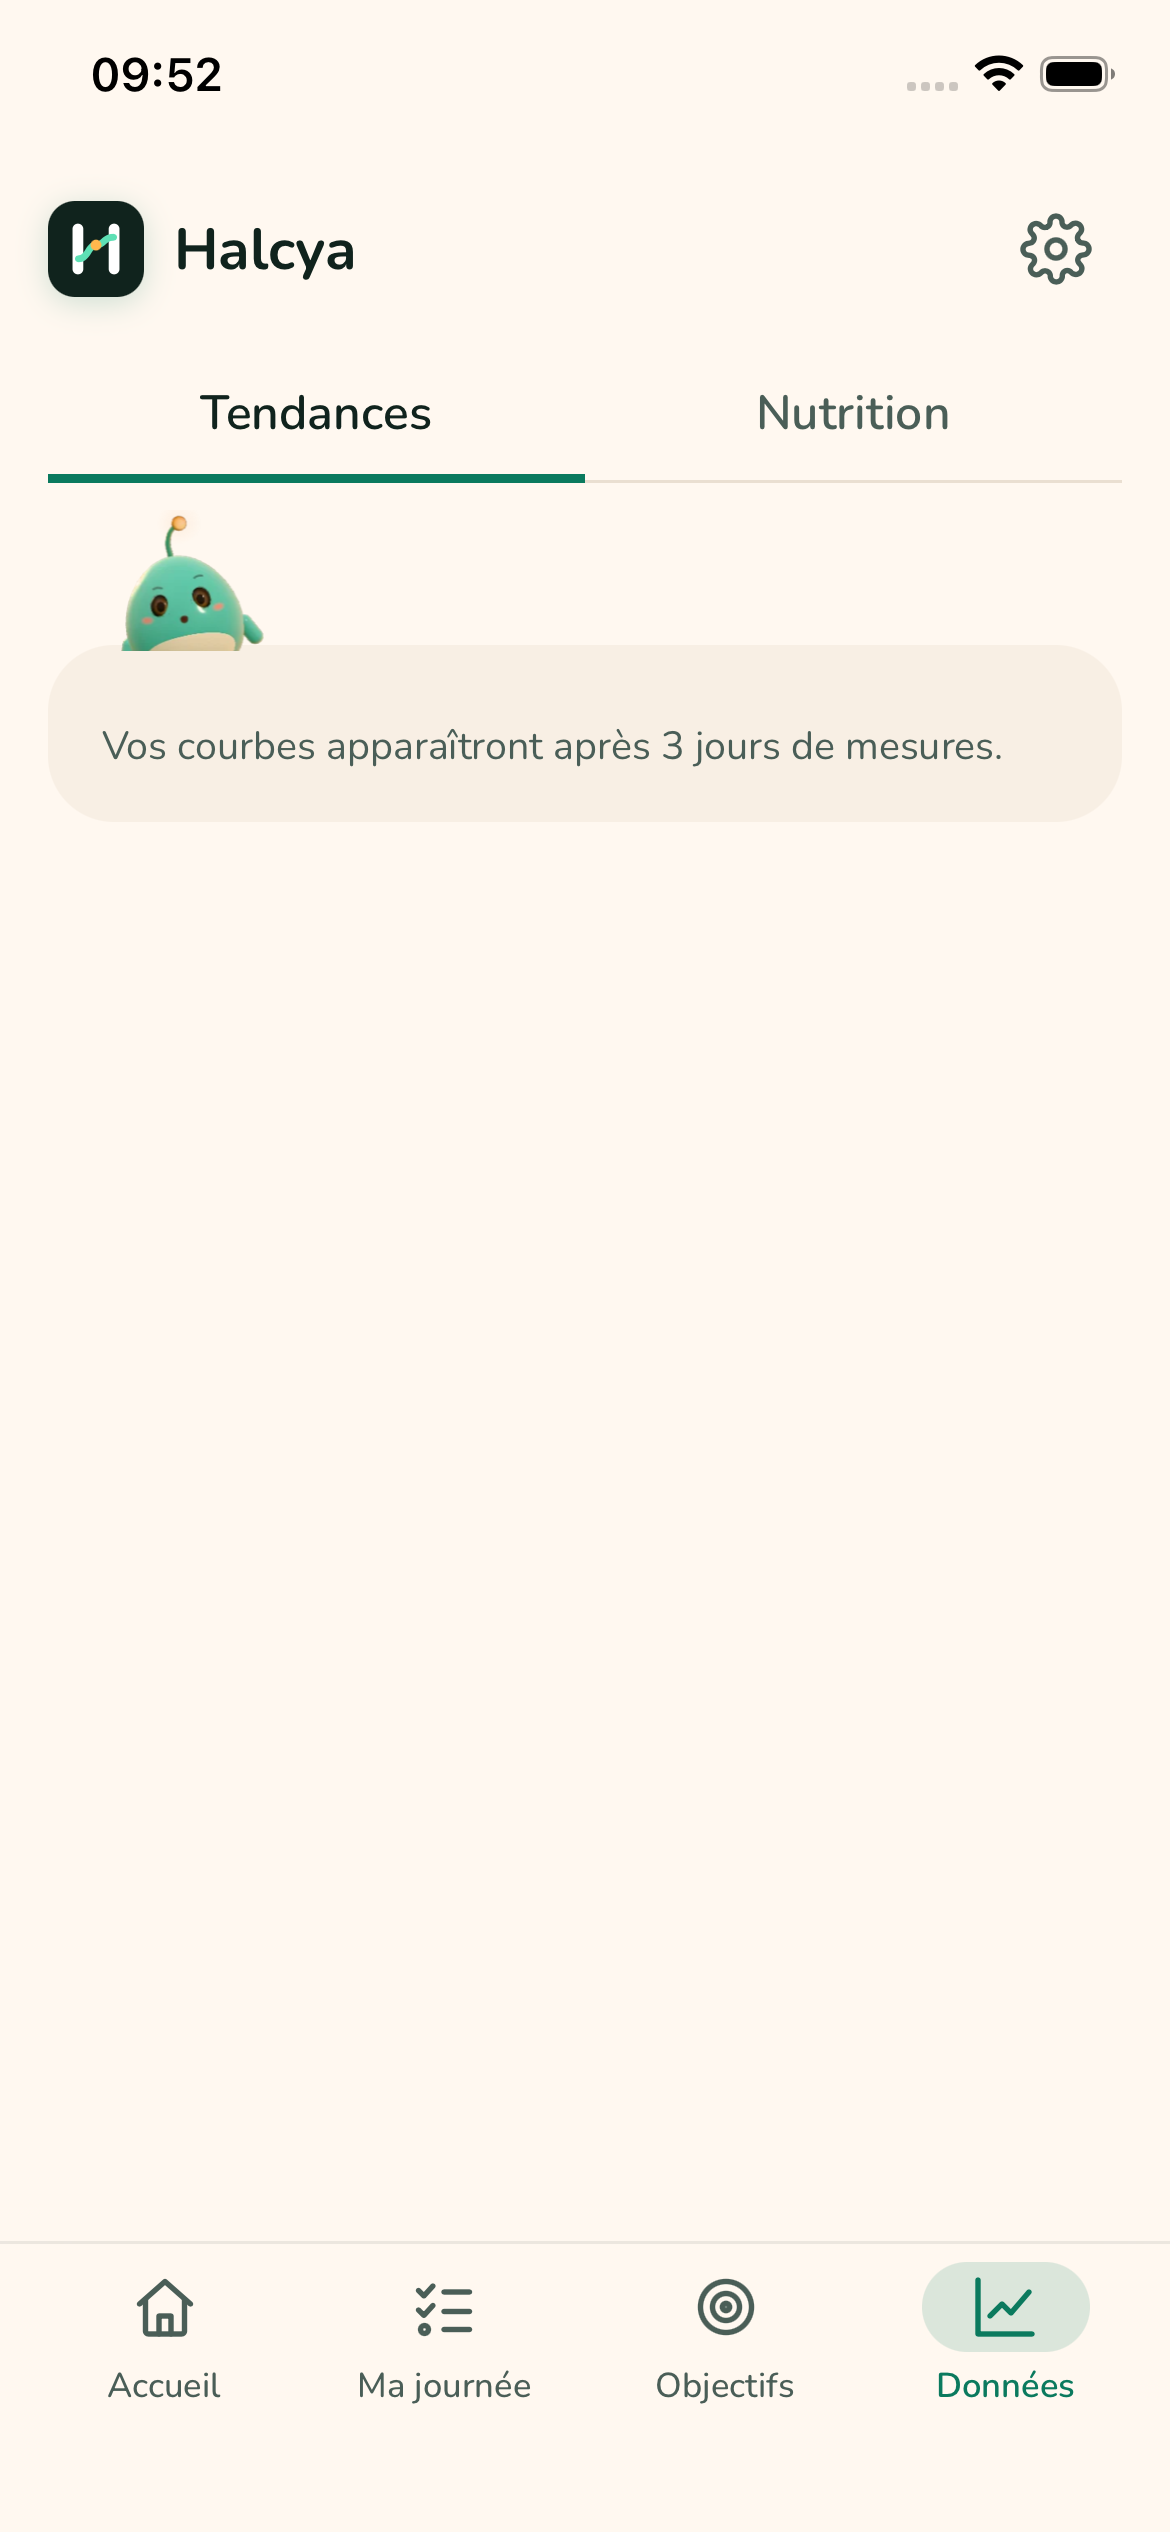 09:52
Halcya
Tendances
Nutrition
Vos courbes apparaîtront après 3 jours de mesures.
Accueil
Ma journée
Objectifs
Données